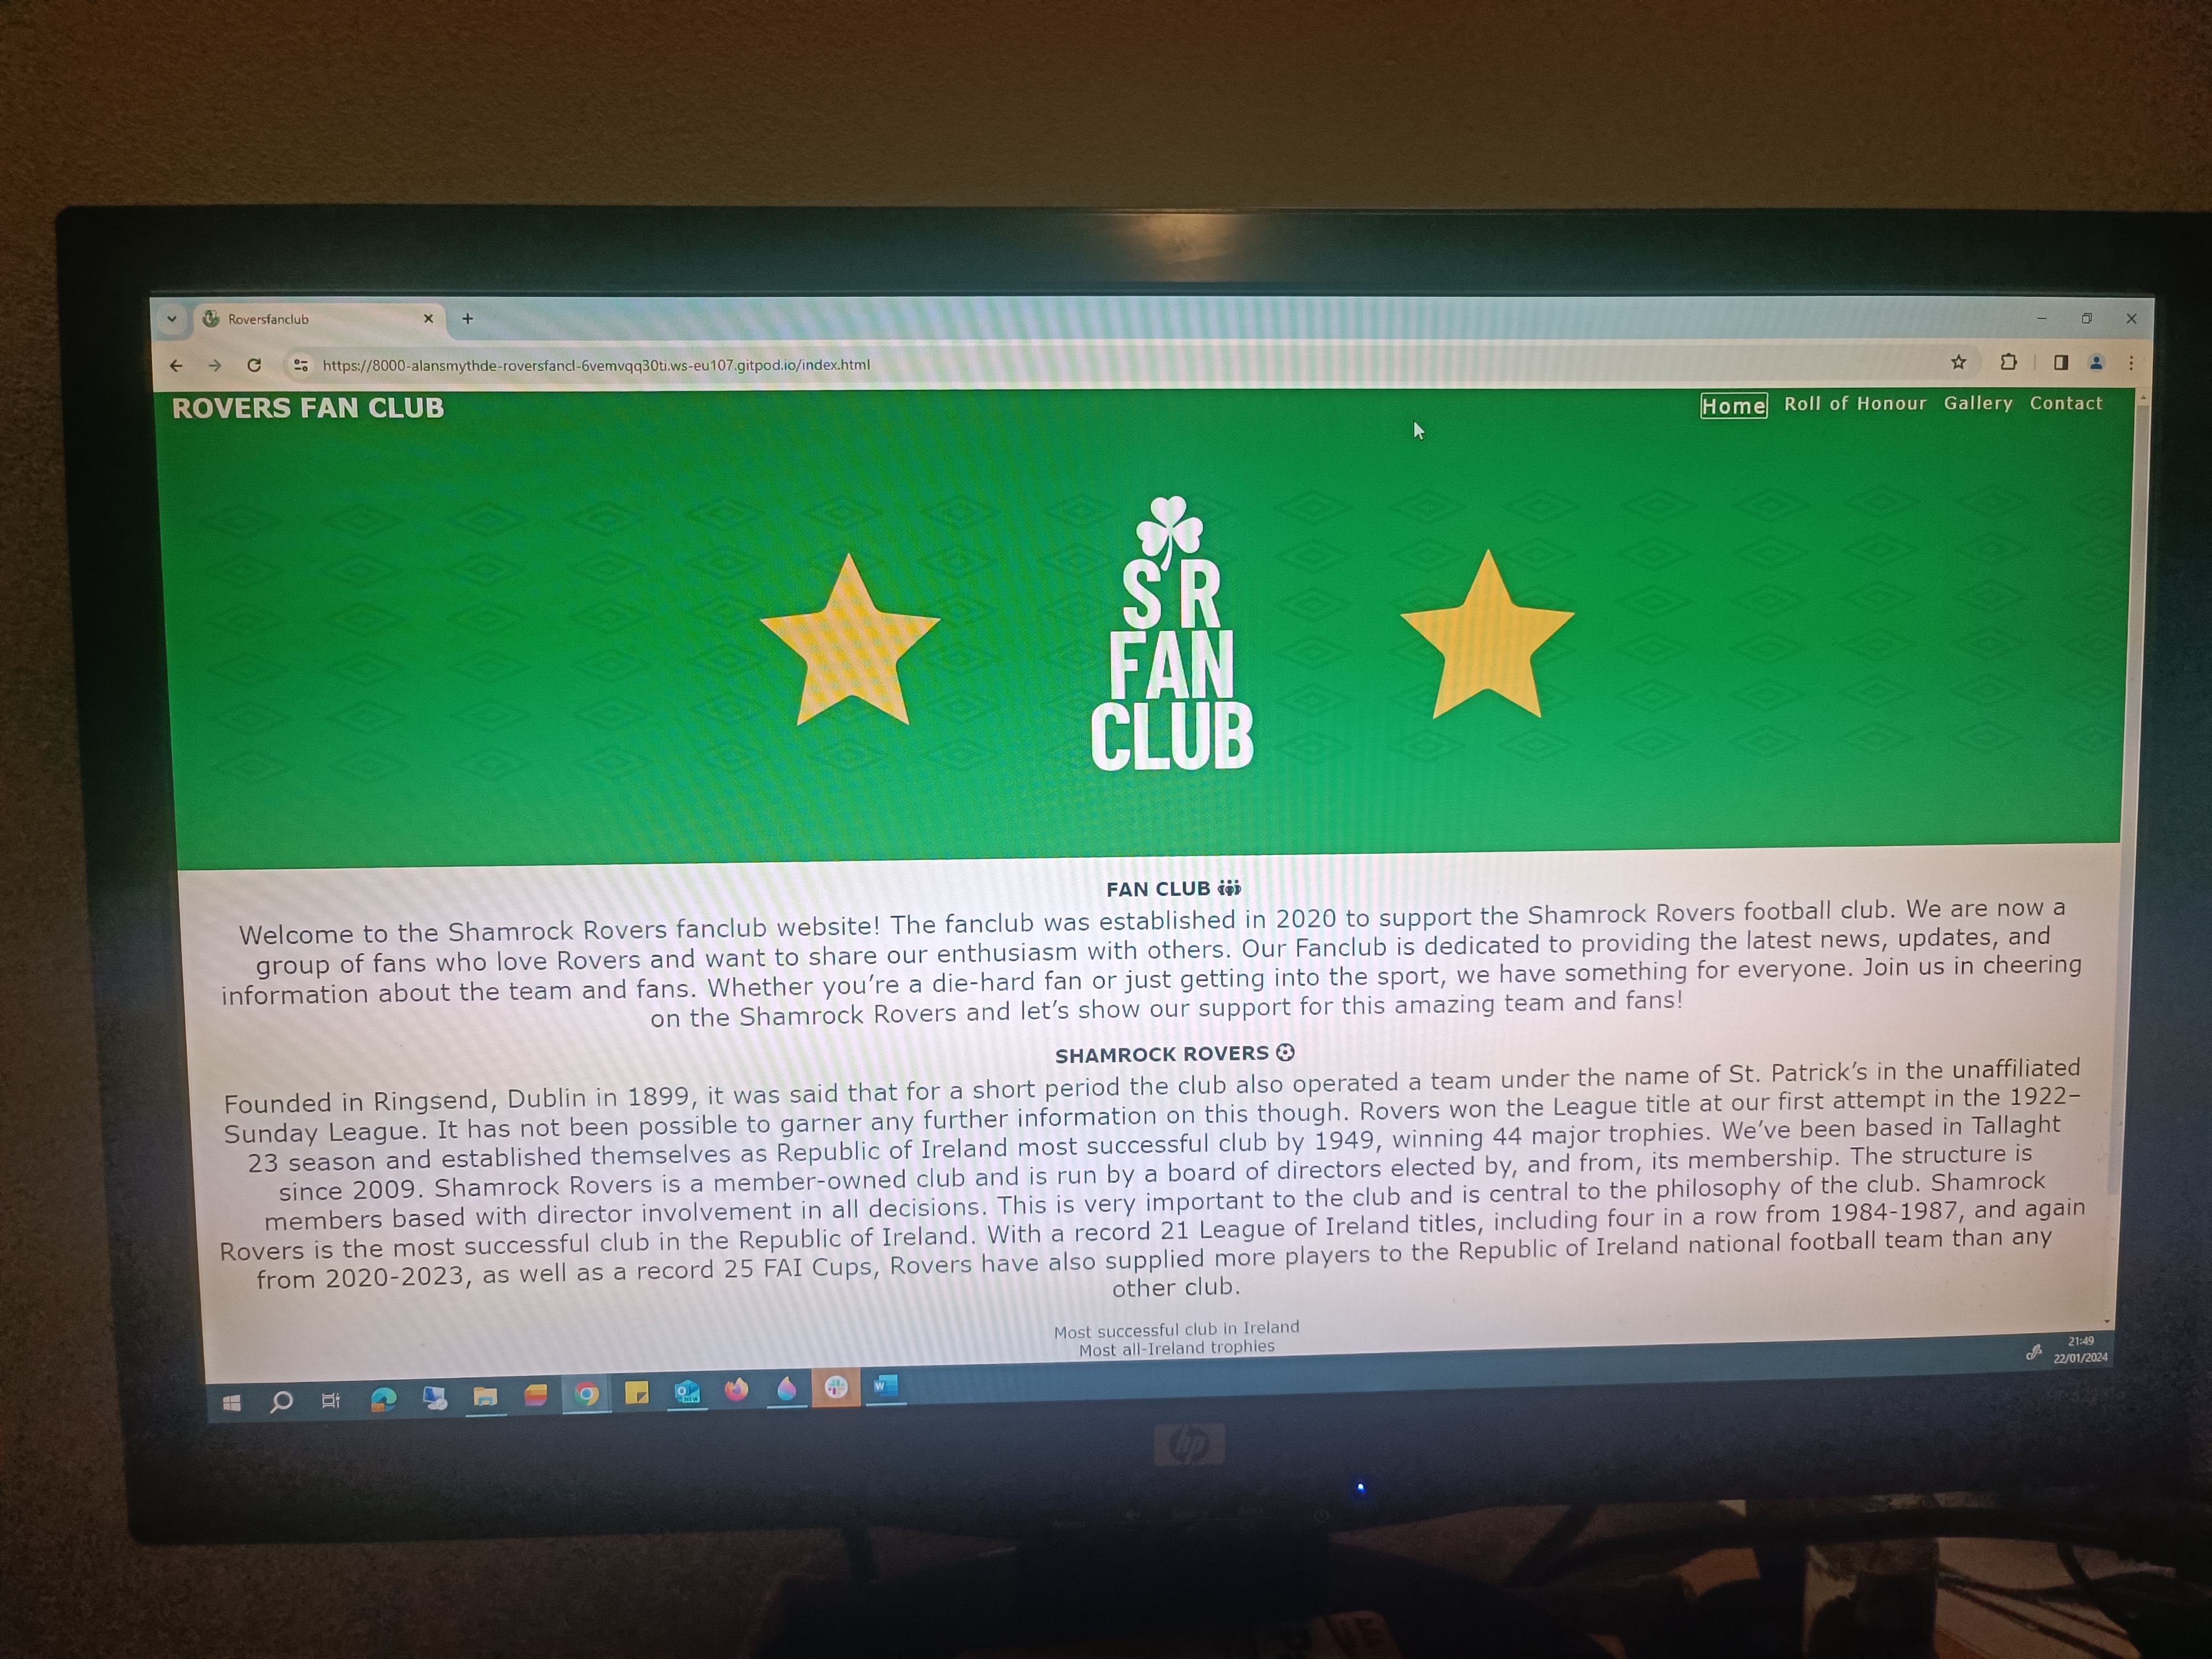 Roversfanclub
https://8000-alansmythde-roversfancl-6vemvqq30ti.ws-eu107.gitpod.io/index.html
ROVERS FAN CLUB
Home Roll of Honour Gallery Contact
S R
FAN
CLUB
FAN CLUB
Welcome to the Shamrock Rovers fanclub website! The fanclub was established in 2020 to support the Shamrock Rovers football club. We are now a
group of fans who love Rovers and want to share our enthusiasm with others. Our Fanclub is dedicated to providing the latest news, updates, and
information about the team and fans. Whether you’re a die-hard fan or just getting into the sport, we have something for everyone. Join us in cheering
on the Shamrock Rovers and let’s show our support for this amazing team and fans!
SHAMROCK ROVERS
Founded in Ringsend, Dublin in 1899, it was said that for a short period the club also operated a team under the name of St. Patrick’s in the unaffiliated
Sunday League. It has not been possible to garner any further information on this though. Rovers won the League title at our first attempt in the 1922–
23 season and established themselves as Republic of Ireland most successful club by 1949, winning 44 major trophies. We’ve been based in Tallaght
since 2009. Shamrock Rovers is a member-owned club and is run by a board of directors elected by, and from, its membership. The structure is
members based with director involvement in all decisions. This is very important to the club and is central to the philosophy of the club. Shamrock
Rovers is the most successful club in the Republic of Ireland. With a record 21 League of Ireland titles, including four in a row from 1984-1987, and again
from 2020-2023, as well as a record 25 FAI Cups, Rovers have also supplied more players to the Republic of Ireland national football team than any
other club.
Most successful club in Ireland
Most all-Ireland trophies
21:49
22/01/2024
hp